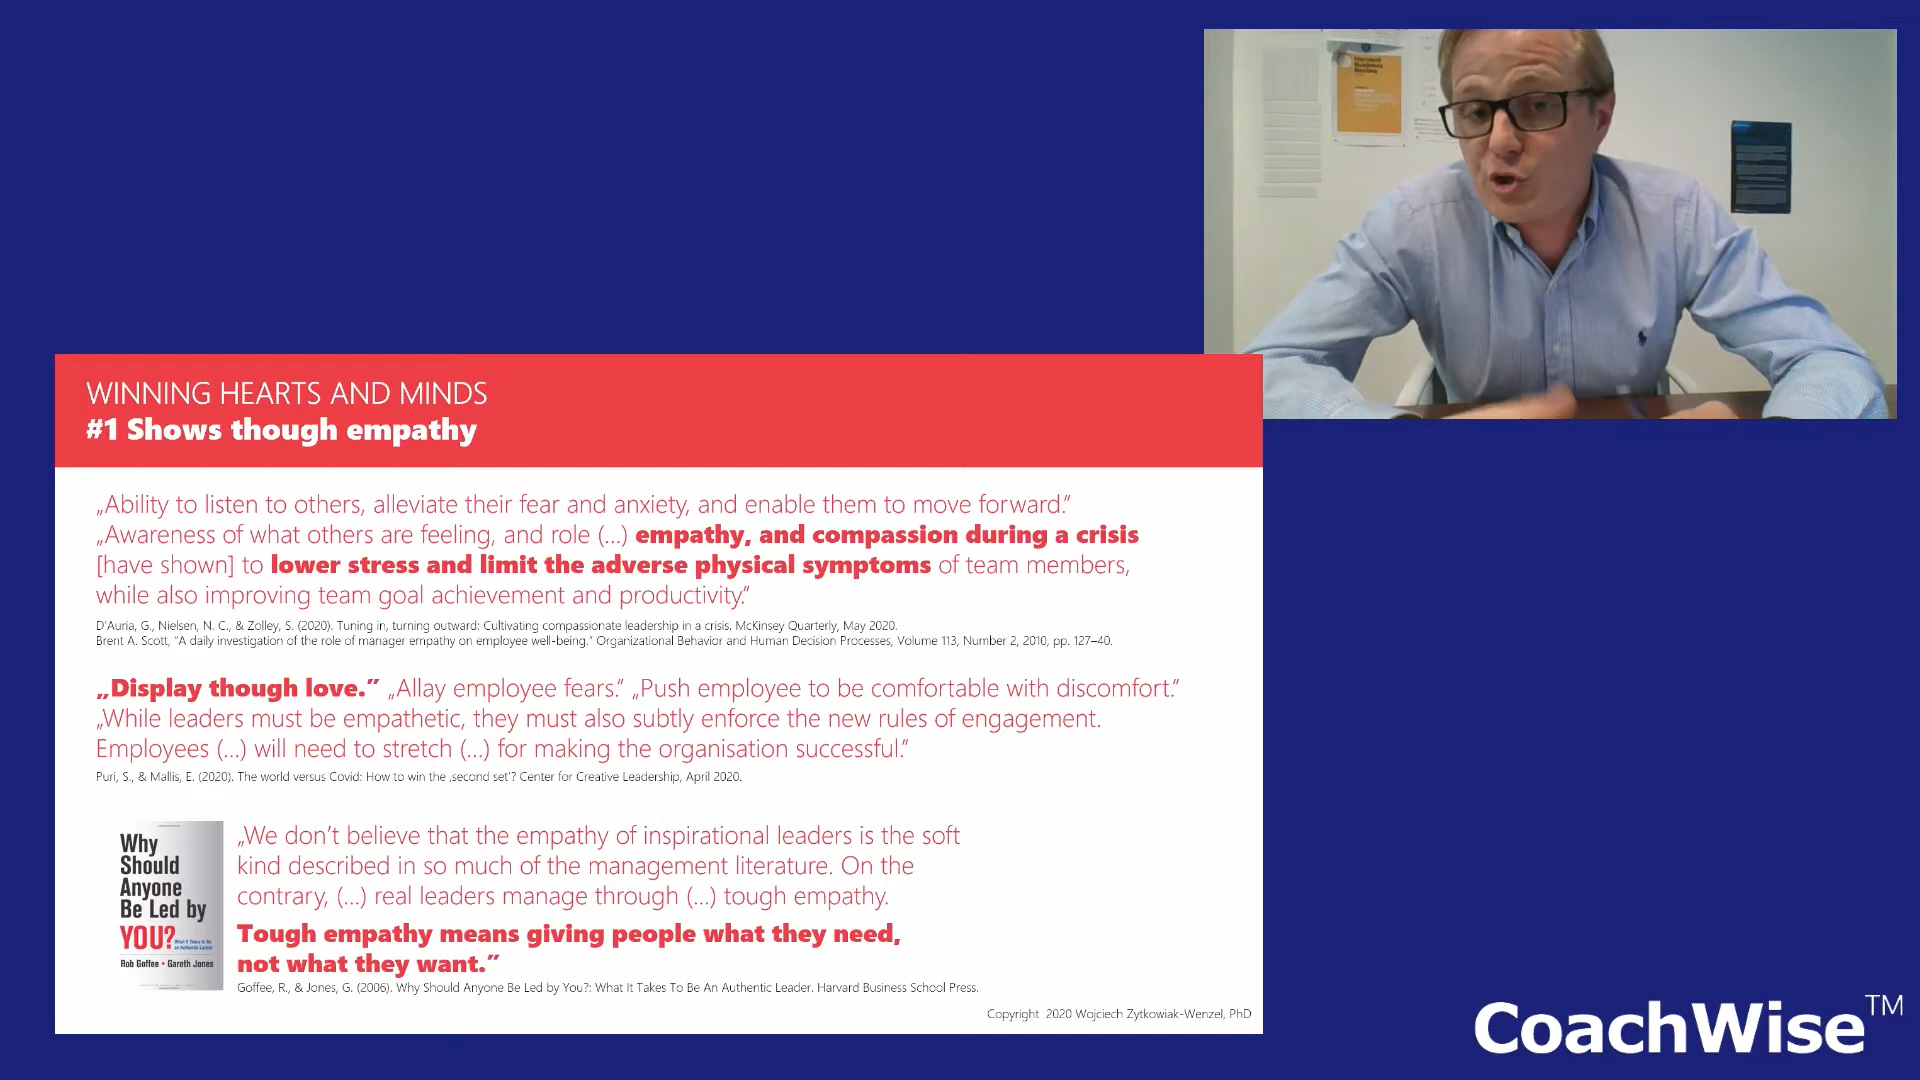 Harvard
Business
Review
WINNING HEARTS AND MINDS
#1 Shows though empathy
„Ability to listen to others, alleviate their fear and anxiety, and enable them to move forward.”
„Awareness of what others are feeling, and role (...) empathy, and compassion during a crisis
[have shown] to lower stress and limit the adverse physical symptoms of team members,
while also improving team goal achievement and productivity.“
D'Auria, G., Nielsen, N. C., & Zolley, S. (2020). Tuning in, turning outward: Cultivating compassionate leadership in a crisis. McKinsey Quarterly, May 2020.
Brent A. Scott, “A daily investigation of the role of manager empathy on employee well-being.” Organizational Behavior and Human Decision Processes, Volume 113, Number 2, 2010, pp. 127–40.
„Display though love.” „Allay employee fears.” „Push employee to be comfortable with discomfort.”
„While leaders must be empathetic, they must also subtly enforce the new rules of engagement.
Employees (...) will need to stretch (...) for making the organisation successful.”
Puri, S., & Mallis, E. (2020). The world versus Covid: How to win the ‚second set’? Center for Creative Leadership, April 2020.
Why
Should
Anyone
Be Led by
YOU?
What It Takes to Be
an Authentic Leader
Rob Goffee • Gareth Jones
„We don’t believe that the empathy of inspirational leaders is the soft
kind described in so much of the management literature. On the
contrary, (...) real leaders manage through (...) tough empathy.
Tough empathy means giving people what they need,
not what they want.”
Goffee, R., & Jones, G. (2006). Why Should Anyone Be Led by You?: What It Takes To Be An Authentic Leader. Harvard Business School Press.
Copyright 2020 Wojciech Zytkowiak-Wenzel, PhD
CoachWise™